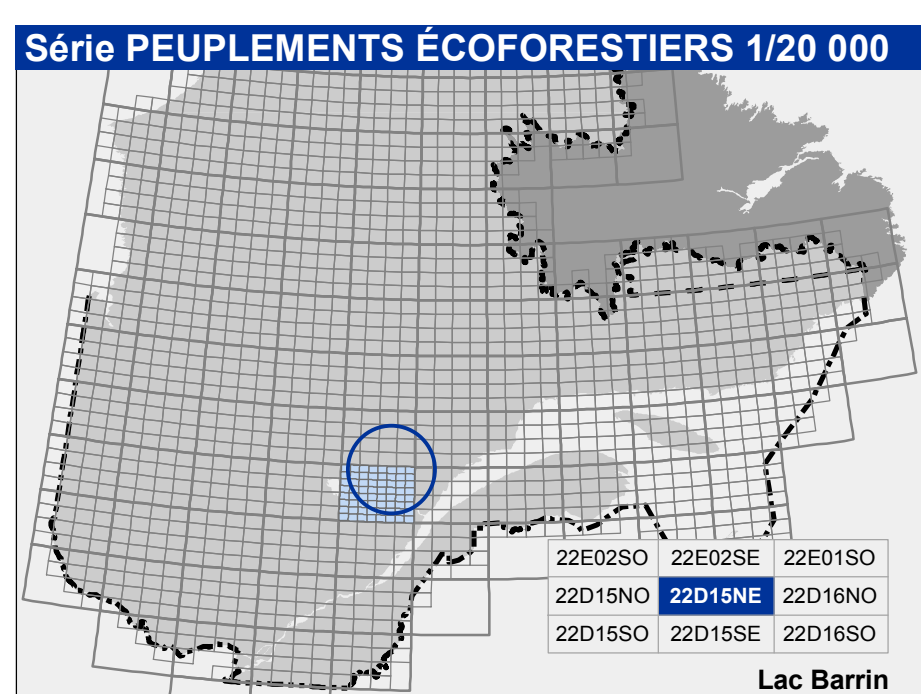 Série PEUPLEMENTS ÉCOFORESTIERS 1/20 000
22E02SO 22E02SE 22E01SO
22D15NO 22D15NE 22D16NO
22D15SO 22D15SE 22D16SO
Lac Barrin